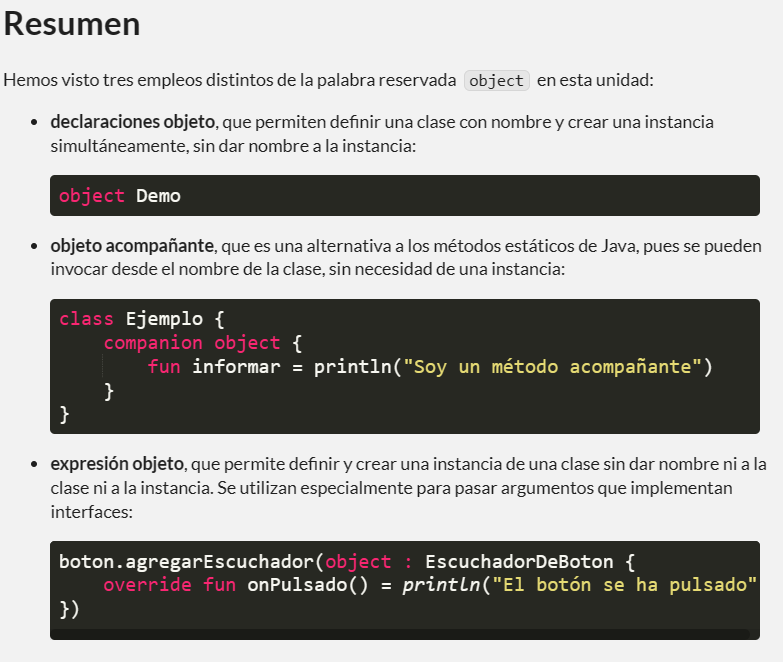 Resumen
Hemos visto tres empleos distintos de la palabra reservada object en esta unidad:
• declaraciones objeto, que permiten definir una clase con nombre y crear una instancia
simultáneamente, sin dar nombre a la instancia:
object Demo
• objeto acompañante, que es una alternativa a los métodos estáticos de Java, pues se pueden
invocar desde el nombre de la clase, sin necesidad de una instancia:
class Ejemplo {
    companion object {
        fun informar = println("Soy un método acompañante")
    }
}
• expresión objeto, que permite definir y crear una instancia de una clase sin dar nombre ni a la
clase ni a la instancia. Se utilizan especialmente para pasar argumentos que implementan
interfaces:
boton.agregarEscuchador(object : EscuchadorDeBoton {
    override fun onPulsado() = println("El botón se ha pulsado"
})